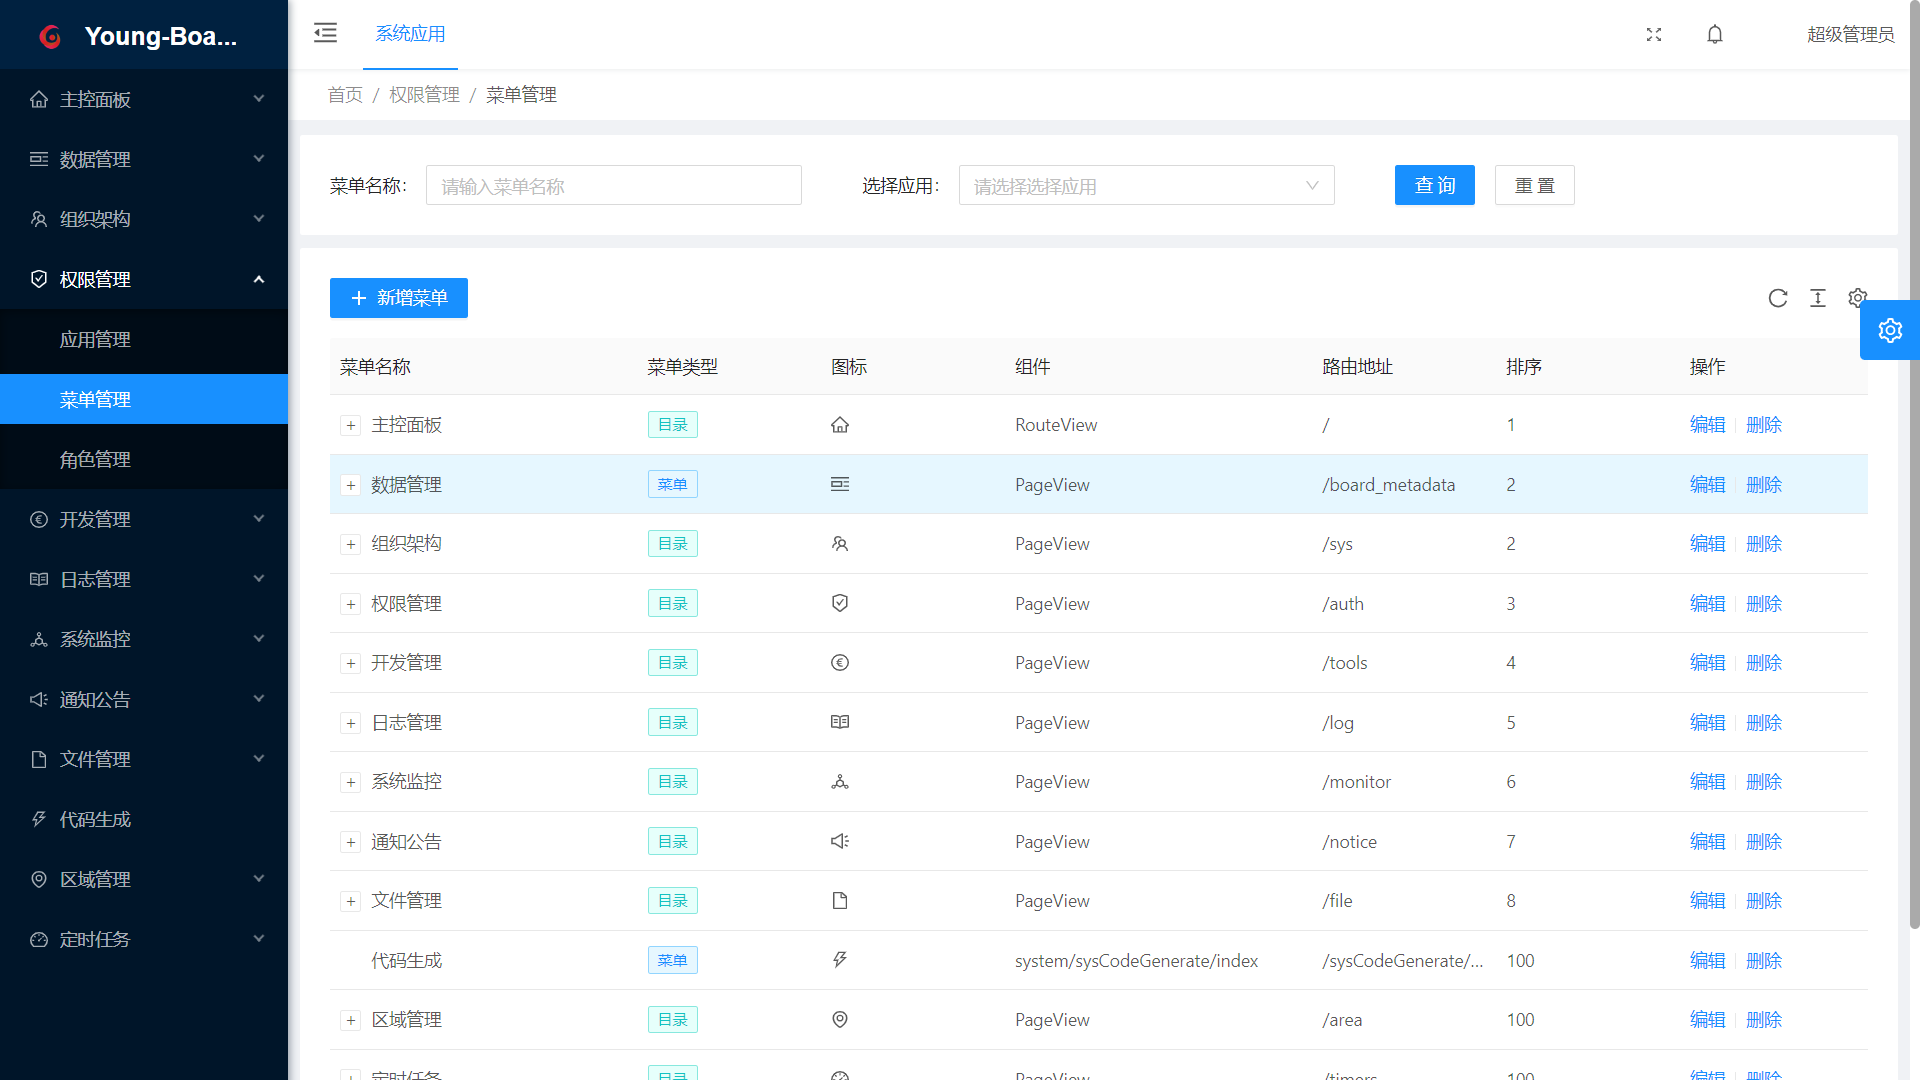 Young-Boa...
系统应用
超级管理员
主控面板
数据管理
组织架构
权限管理
应用管理
菜单管理
角色管理
开发管理
日志管理
系统监控
通知公告
文件管理
代码生成
区域管理
定时任务
首页 / 权限管理 / 菜单管理
菜单名称: 请输入菜单名称 选择应用: 请选择选择应用 查 询 重 置
+ 新增菜单
菜单名称 菜单类型 图标 组件 路由地址 排序 操作
+ 主控面板 目录 RouteView / 1 编辑 删除
+ 数据管理 菜单 PageView /board_metadata 2 编辑 删除
+ 组织架构 目录 PageView /sys 2 编辑 删除
+ 权限管理 目录 PageView /auth 3 编辑 删除
+ 开发管理 目录 PageView /tools 4 编辑 删除
+ 日志管理 目录 PageView /log 5 编辑 删除
+ 系统监控 目录 PageView /monitor 6 编辑 删除
+ 通知公告 目录 PageView /notice 7 编辑 删除
+ 文件管理 目录 PageView /file 8 编辑 删除
代码生成 菜单 system/sysCodeGenerate/index /sysCodeGenerate/... 100 编辑 删除
+ 区域管理 目录 PageView /area 100 编辑 删除
+ 定时任务 目录 PageView /timers 100 编辑 删除